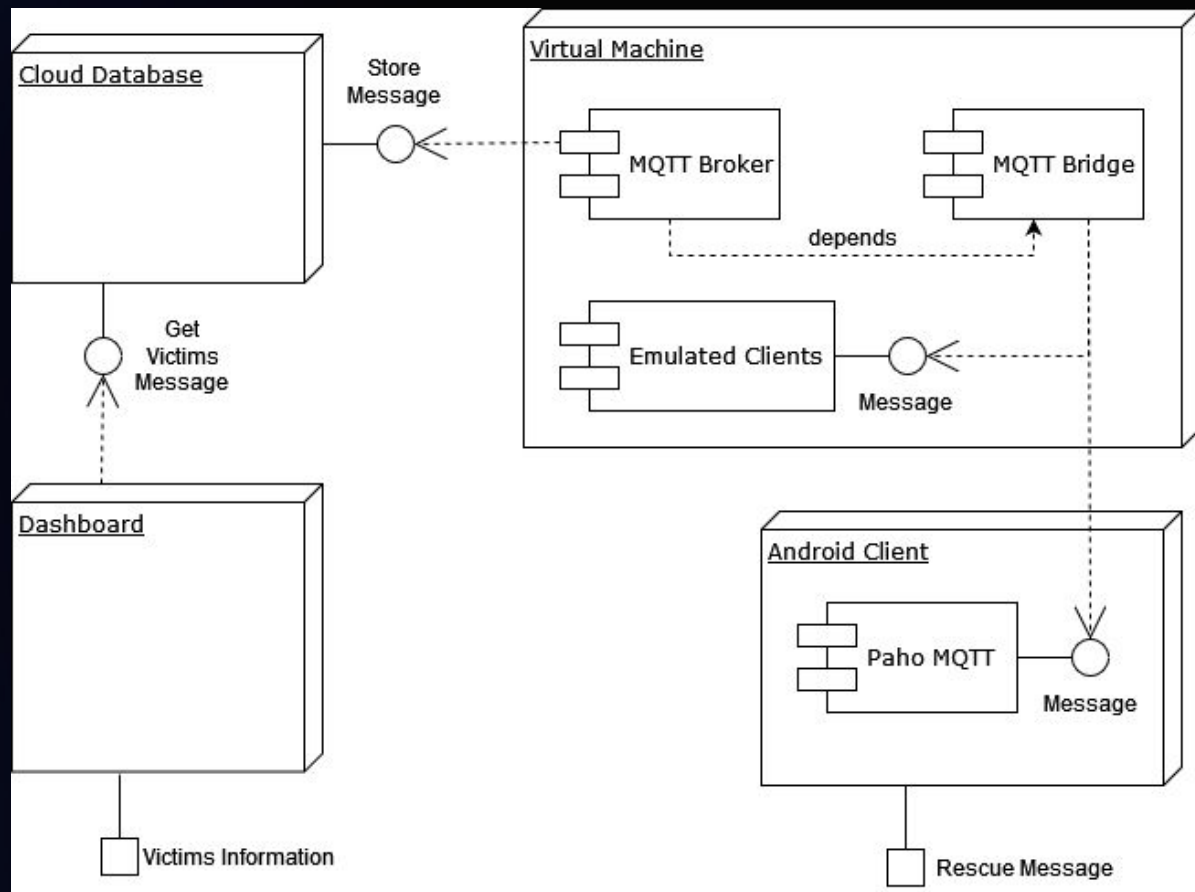 Cloud Database
Store
Message
Virtual Machine
MQTT Broker
MQTT Bridge
depends
Get
Victims
Message
Emulated Clients
Message
Dashboard
Android Client
Paho MQTT
Message
Victims Information
Rescue Message